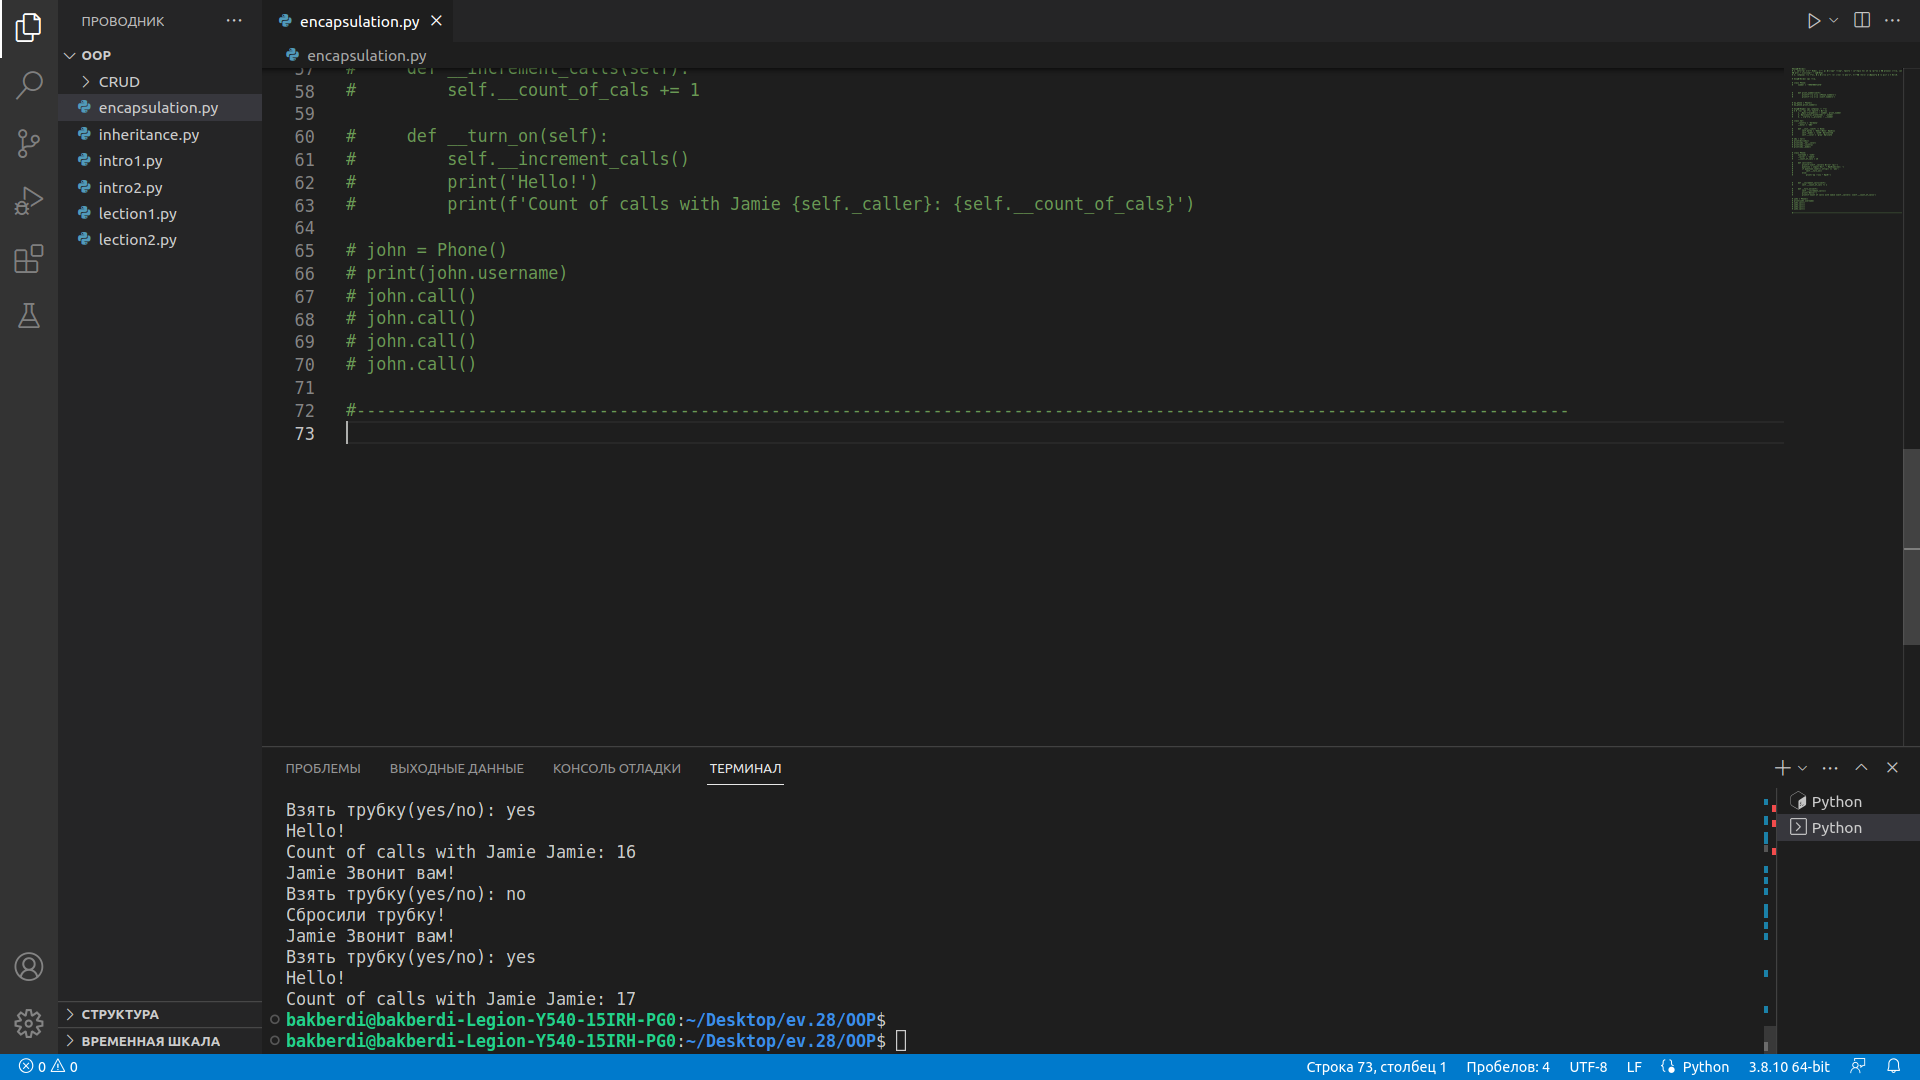 ПРОВОДНИК
OOP
CRUD
encapsulation.py
inheritance.py
intro1.py
intro2.py
lection1.py
lection2.py
СТРУКТУРА
ВРЕМЕННАЯ ШКАЛА
encapsulation.py
encapsulation.py
57 #     def __increment_calls(self):
58 #         self.__count_of_cals += 1
59
60 #     def __turn_on(self):
61 #         self.__increment_calls()
62 #         print('Hello!')
63 #         print(f'Count of calls with Jamie {self._caller}: {self.__count_of_cals}')
64
65 # john = Phone()
66 # print(john.username)
67 # john.call()
68 # john.call()
69 # john.call()
70 # john.call()
71
72 #------------------------------------------------------------------------------------------------------------------------
73
ПРОБЛЕМЫ ВЫХОДНЫЕ ДАННЫЕ КОНСОЛЬ ОТЛАДКИ ТЕРМИНАЛ
Взять трубку(yes/no): yes
Hello!
Count of calls with Jamie Jamie: 16
Jamie Звонит вам!
Взять трубку(yes/no): no
Сбросили трубку!
Jamie Звонит вам!
Взять трубку(yes/no): yes
Hello!
Count of calls with Jamie Jamie: 17
bakberdi@bakberdi-Legion-Y540-15IRH-PG0:~/Desktop/ev.28/OOP$
bakberdi@bakberdi-Legion-Y540-15IRH-PG0:~/Desktop/ev.28/OOP$
Python
Python
0 0 Строка 73, столбец 1 Пробелов: 4 UTF-8 LF Python 3.8.10 64-bit